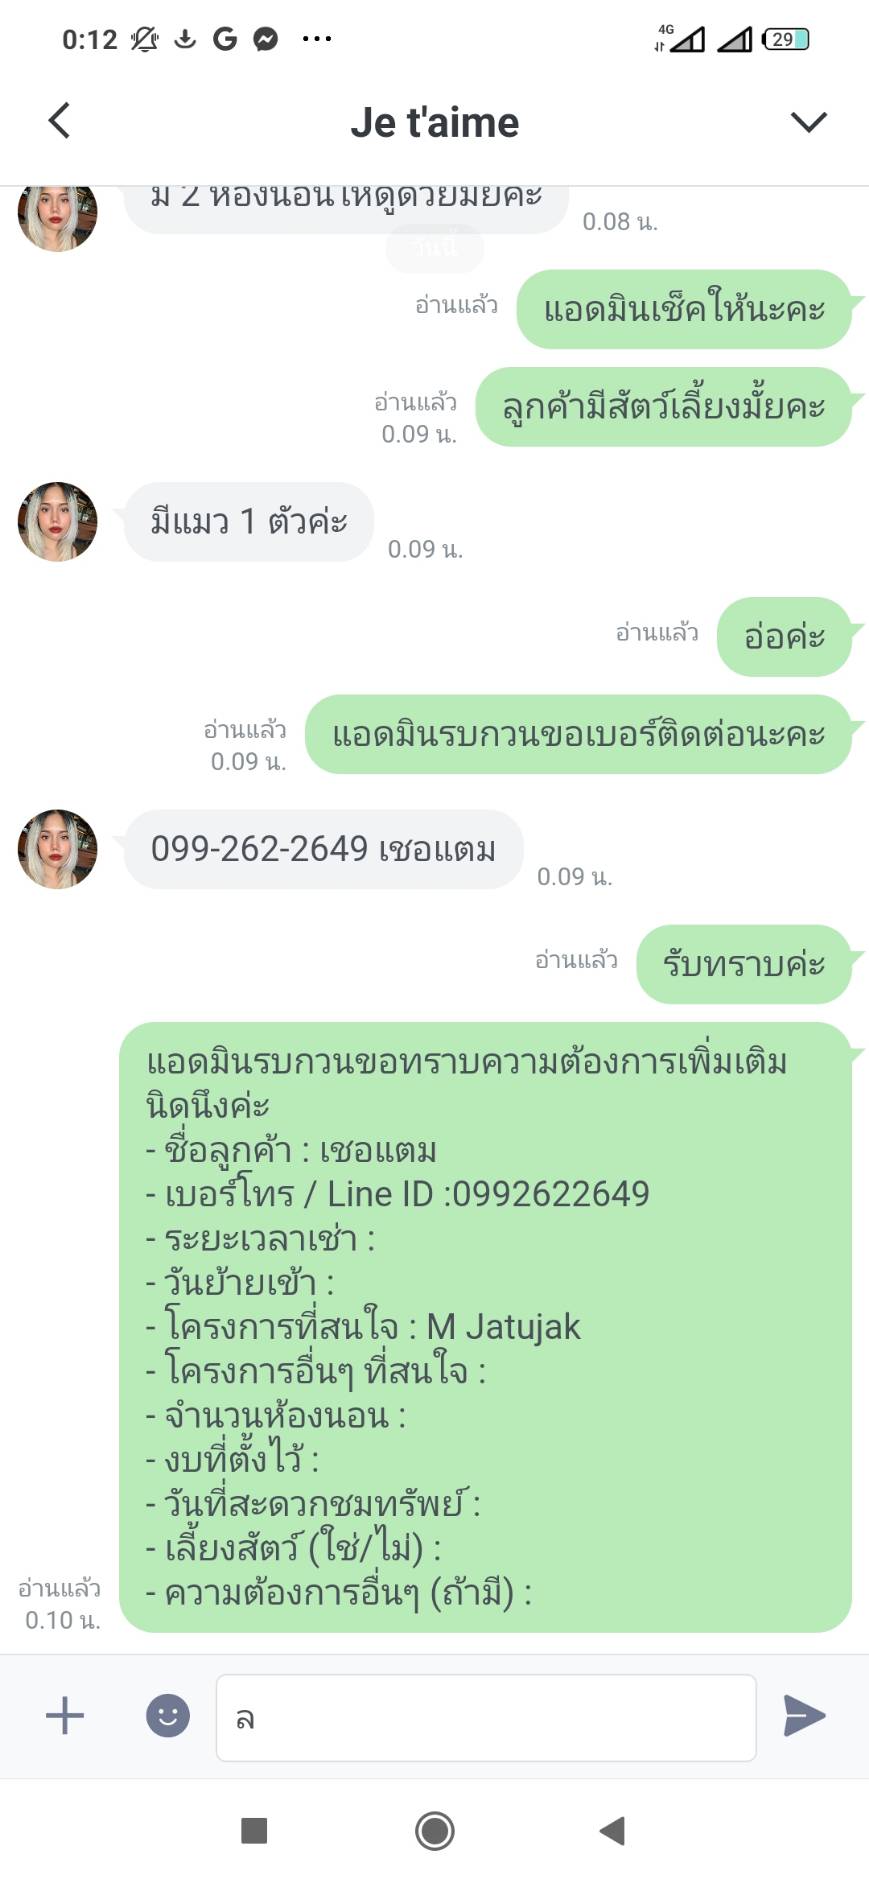 0:12
4G
29
Je t'aime
มี 2 ห้องนอน ให้ดูด้วยมั้ยคะ
0.08 น.
วันนี้
อ่านแล้ว
แอดมินเช็คให้นะคะ
อ่านแล้ว
0.09 น.
ลูกค้ามีสัตว์เลี้ยงมั้ยคะ
มีแมว 1 ตัวค่ะ
0.09 น.
อ่านแล้ว
อ่อค่ะ
อ่านแล้ว
0.09 น.
แอดมินรบกวนขอเบอร์ติดต่อนะคะ
099-262-2649 เชอแตม
0.09 น.
อ่านแล้ว
รับทราบค่ะ
แอดมินรบกวนขอทราบความต้องการเพิ่มเติม
นิดนึงค่ะ
- ชื่อลูกค้า : เชอแตม
- เบอร์โทร / Line ID :0992622649
- ระยะเวลาเช่า :
- วันย้ายเข้า :
- โครงการที่สนใจ : M Jatujak
- โครงการอื่นๆ ที่สนใจ :
- จำนวนห้องนอน :
- งบที่ตั้งไว้ :
- วันที่สะดวกชมทรัพย์ :
- เลี้ยงสัตว์ (ใช่/ไม่) :
- ความต้องการอื่นๆ (ถ้ามี) :
อ่านแล้ว
0.10 น.
ล